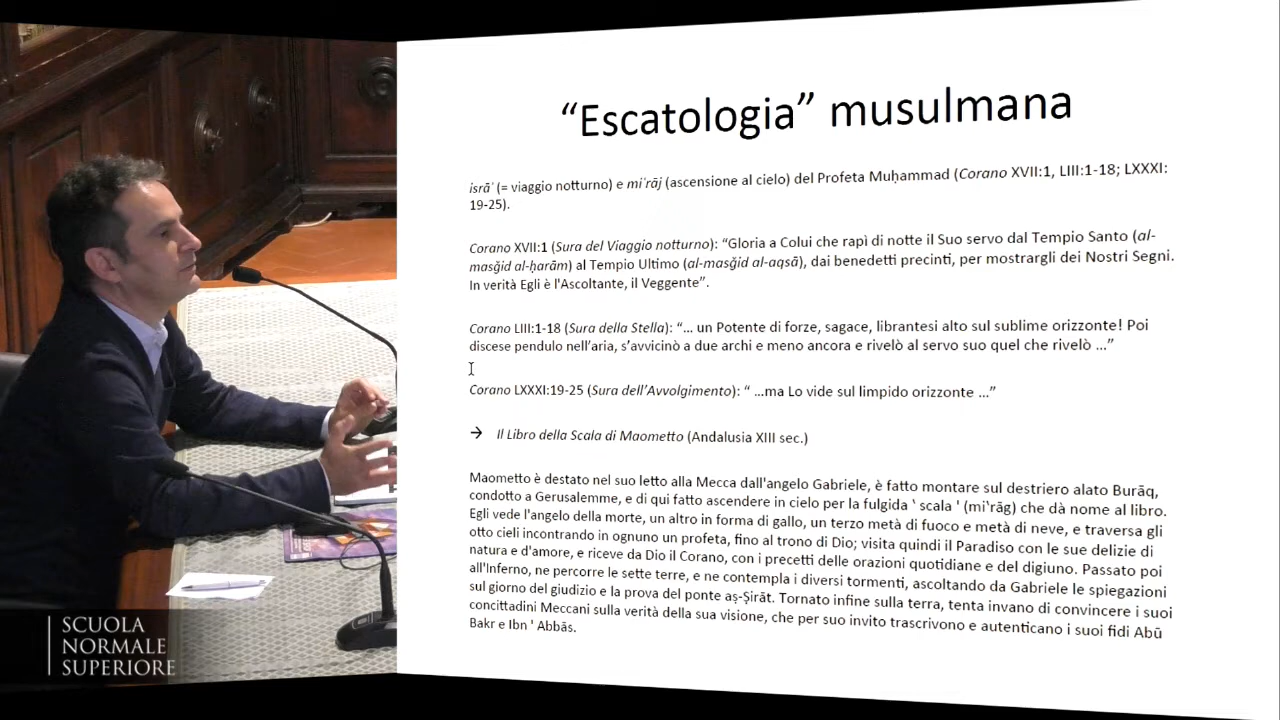 “Escatologia” musulmana
isrāʾ (= viaggio notturno) e miʿrāj (ascensione al cielo) del Profeta Muḥammad (Corano XVII:1, LIII:1-18; LXXXI:
19-25).
Corano XVII:1 (Sura del Viaggio notturno): “Gloria a Colui che rapì di notte il Suo servo dal Tempio Santo (al-
masğid al-ḥarām) al Tempio Ultimo (al-masğid al-aqsā), dai benedetti precinti, per mostrargli dei Nostri Segni.
In verità Egli è l'Ascoltante, il Veggente”.
Corano LIII:1-18 (Sura della Stella): “... un Potente di forze, sagace, librantesi alto sul sublime orizzonte! Poi
discese pendulo nell’aria, s’avvicinò a due archi e meno ancora e rivelò al servo suo quel che rivelò ...”
Corano LXXXI:19-25 (Sura dell’Avvolgimento): “ ...ma Lo vide sul limpido orizzonte ...”
→ Il Libro della Scala di Maometto (Andalusia XIII sec.)
Maometto è destato nel suo letto alla Mecca dall'angelo Gabriele, è fatto montare sul destriero alato Burāq,
condotto a Gerusalemme, e di qui fatto ascendere in cielo per la fulgida ‛ scala ' (mi‛rāg) che dà nome al libro.
Egli vede l'angelo della morte, un altro in forma di gallo, un terzo metà di fuoco e metà di neve, e traversa gli
otto cieli incontrando in ognuno un profeta, fino al trono di Dio; visita quindi il Paradiso con le sue delizie di
natura e d'amore, e riceve da Dio il Corano, con i precetti delle orazioni quotidiane e del digiuno. Passato poi
all'Inferno, ne percorre le sette terre, e ne contempla i diversi tormenti, ascoltando da Gabriele le spiegazioni
sul giorno del giudizio e la prova del ponte aṣ-Ṣirāt. Tornato infine sulla terra, tenta invano di convincere i suoi
concittadini Meccani sulla verità della sua visione, che per suo invito trascrivono e autenticano i suoi fidi Abū
Bakr e Ibn ' Abbās.
SCUOLA
NORMALE
SUPERIORE